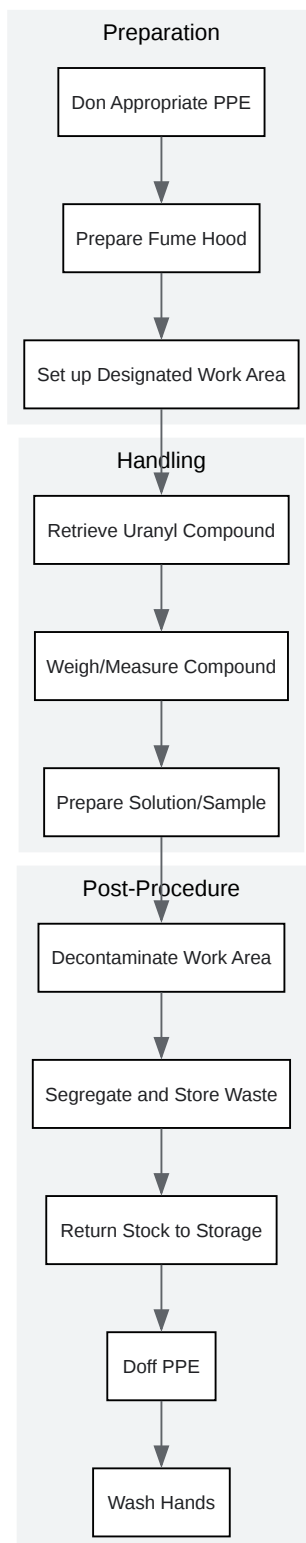 Preparation
Don Appropriate PPE
Prepare Fume Hood
Set up Designated Work Area
Handling
Retrieve Uranyl Compound
Weigh/Measure Compound
Prepare Solution/Sample
Post-Procedure
Decontaminate Work Area
Segregate and Store Waste
Return Stock to Storage
Doff PPE
Wash Hands